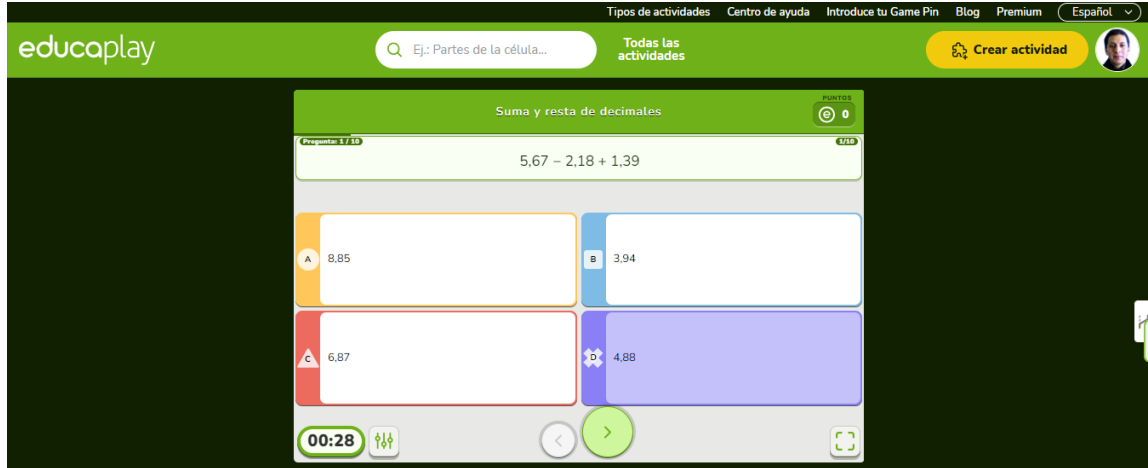 Tipos de actividades Centro de ayuda Introduce tu Game Pin Blog Premium Español
educaplay
Ej.: Partes de la célula...
Todas las
actividades
Crear actividad
Suma y resta de decimales
PUNTOS
e 0
Pregunta: 1 / 10
1/10
5,67 − 2,18 + 1,39
A 8,85
B 3,94
C 6,87
D 4,88
00:28